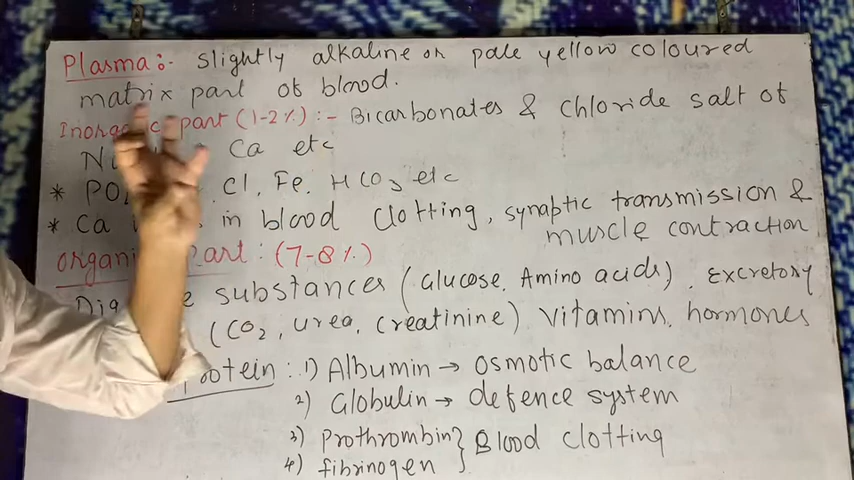 Plasma:- slightly alkaline or pale yellow coloured
matrix part of blood.
Inorganic part (1-2%):- Bicarbonates & chloride salt of
Ca etc
* Cl, Fe, HCO3 etc
* Ca in blood clotting, synaptic transmission &
muscle contraction
organic Part: (7-8%)
substances (Glucose, Amino acids), Excretory
(CO2, urea, creatinine) vitamins, hormones
Protein: 1) Albumin → Osmotic balance
2) Globulin → defence system
3) Prothrombin } Blood clotting
4) fibrinogen